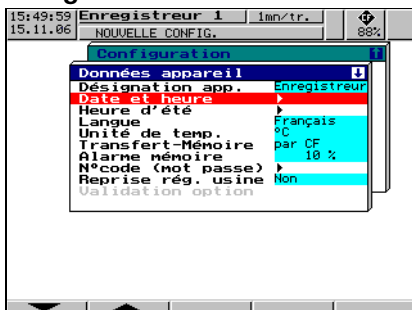 15:49:59 Enregistreur 1 1mn/tr.
15.11.06 NOUVELLE CONFIG. 88%
Configuration
Données appareil
Désignation app. Enregistreur
Date et heure
Heure d'été
Langue Français
Unité de temp. °C
Transfert-Mémoire par CF
Alarme mémoire 10 %
N°code (mot passe)
Reprise rég. usine Non
Validation option